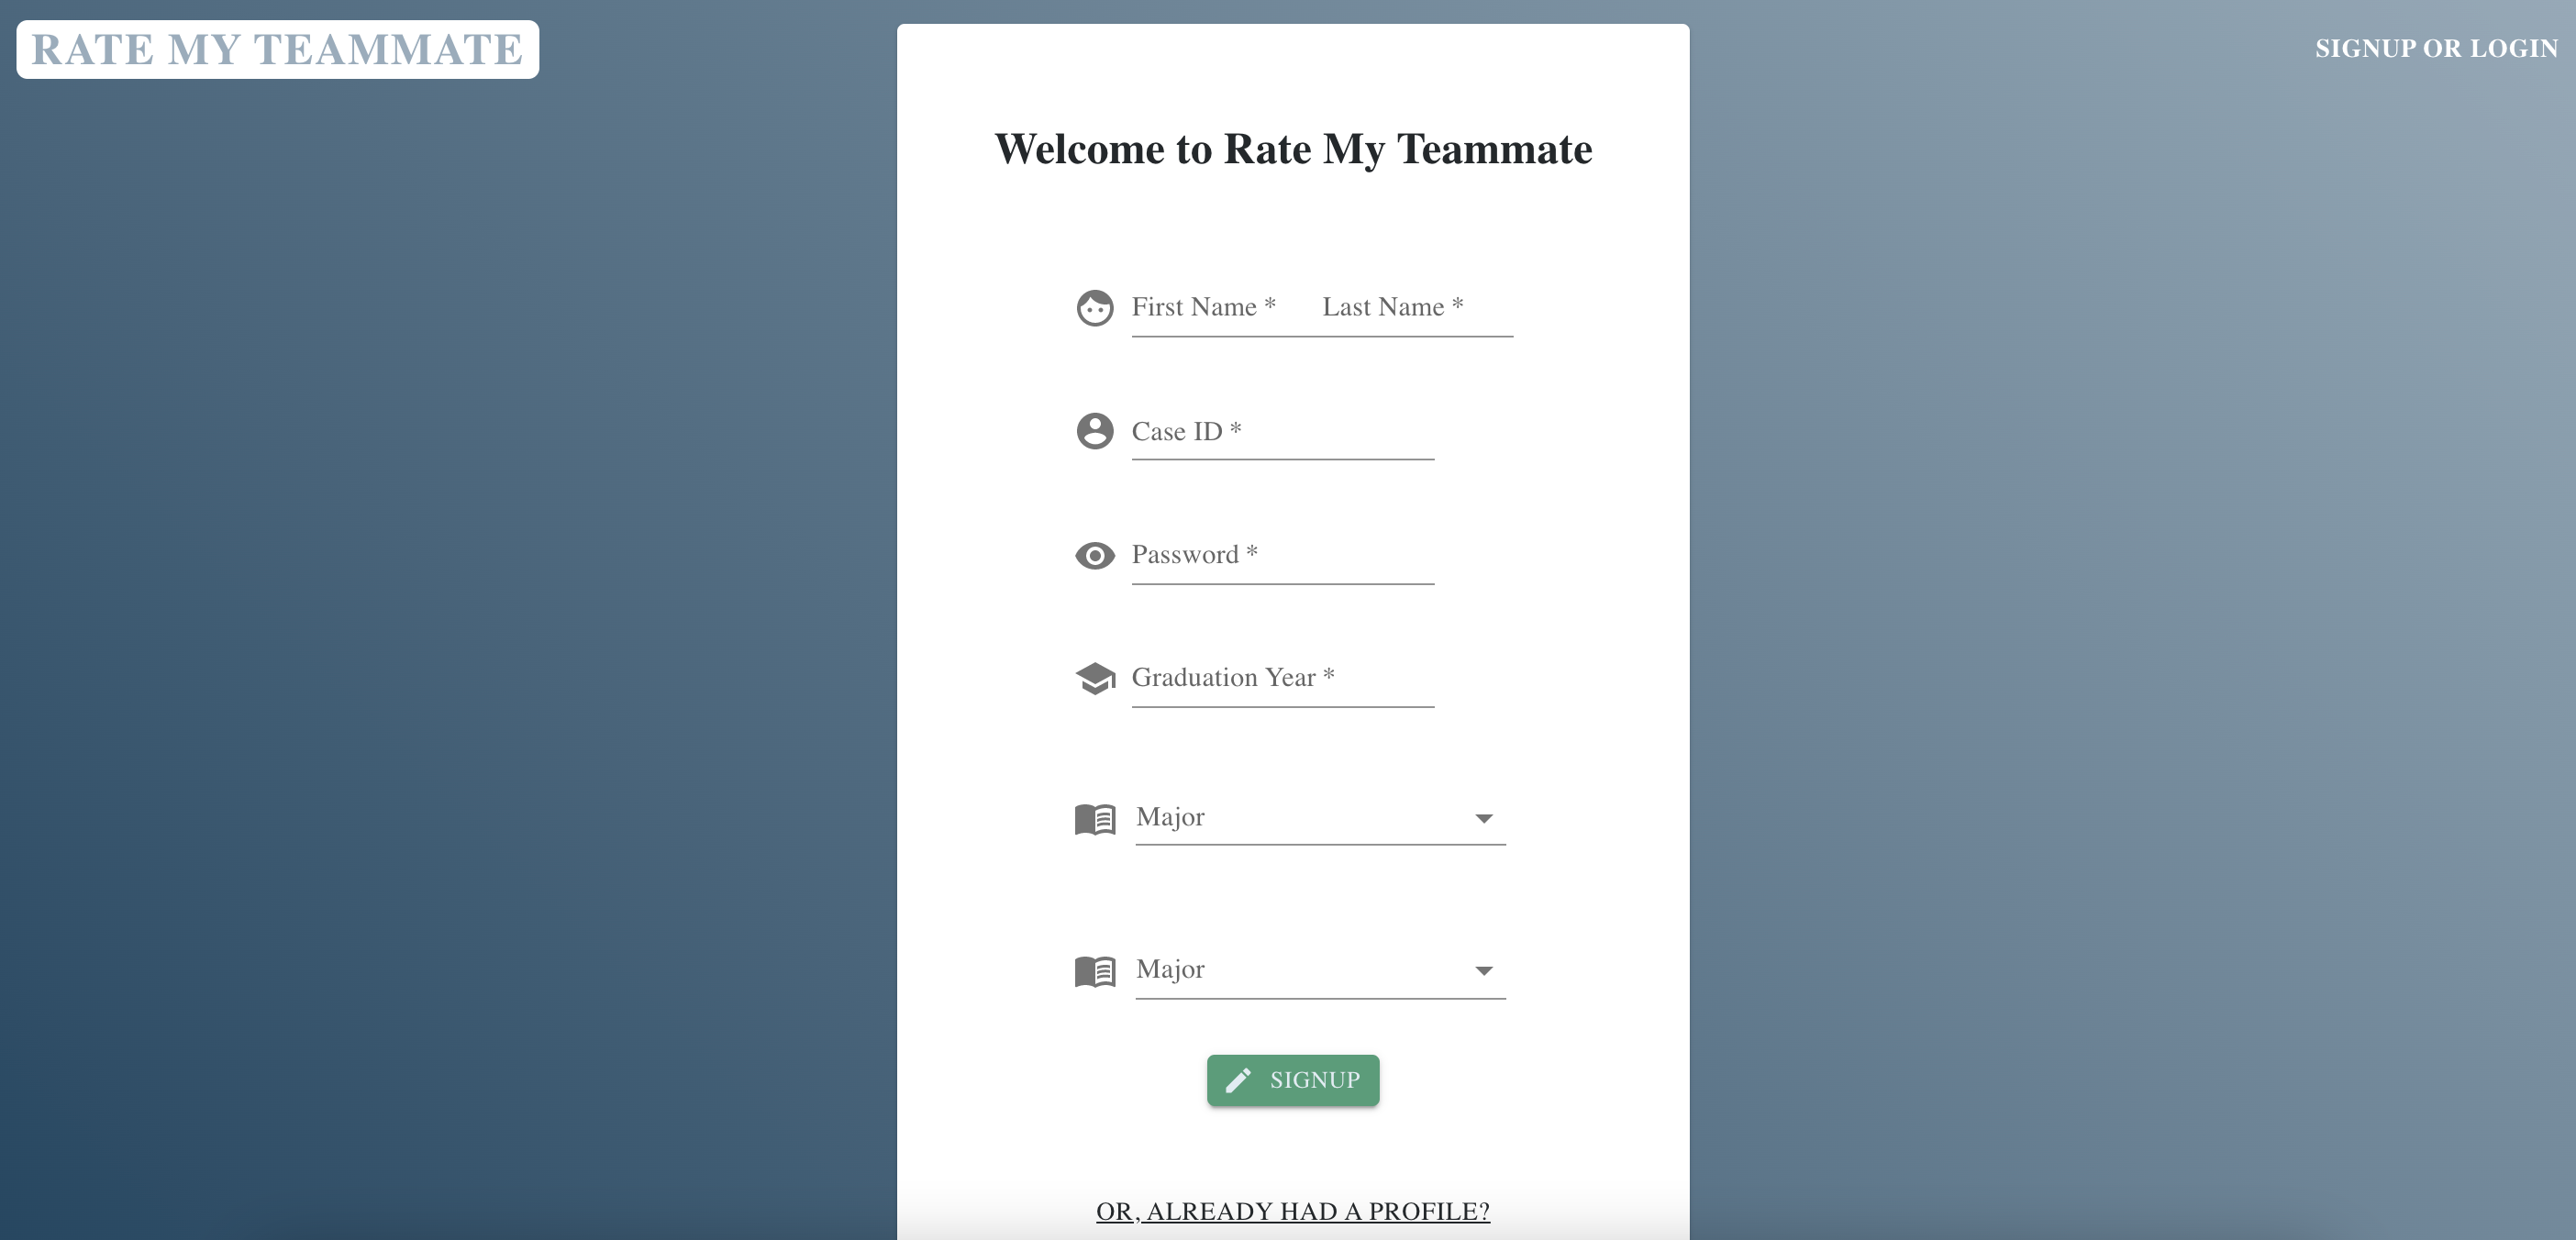 RATE MY TEAMMATE
SIGNUP OR LOGIN
Welcome to Rate My Teammate
First Name * Last Name *
Case ID *
Password *
Graduation Year *
Major
Major
SIGNUP
OR, ALREADY HAD A PROFILE?